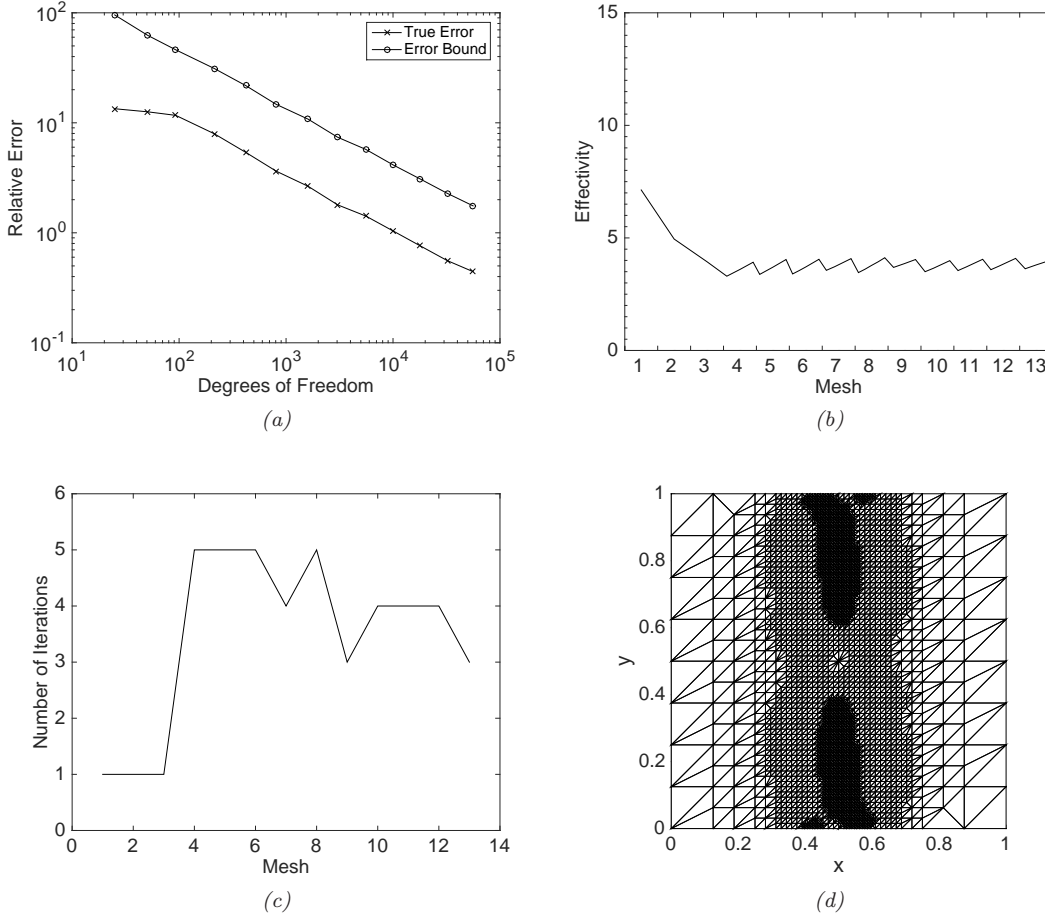 10^2
10^1
10^0
10^-1
Relative Error
True Error
Error Bound
10^1 10^2 10^3 10^4 10^5
Degrees of Freedom
(a)
15
10
5
0
Effectivity
1 2 3 4 5 6 7 8 9 10 11 12 13
Mesh
(b)
6
5
4
3
2
1
0
Number of Iterations
0 2 4 6 8 10 12 14
Mesh
(c)
1
0.8
0.6
0.4
0.2
0
y
0 0.2 0.4 0.6 0.8 1
x
(d)